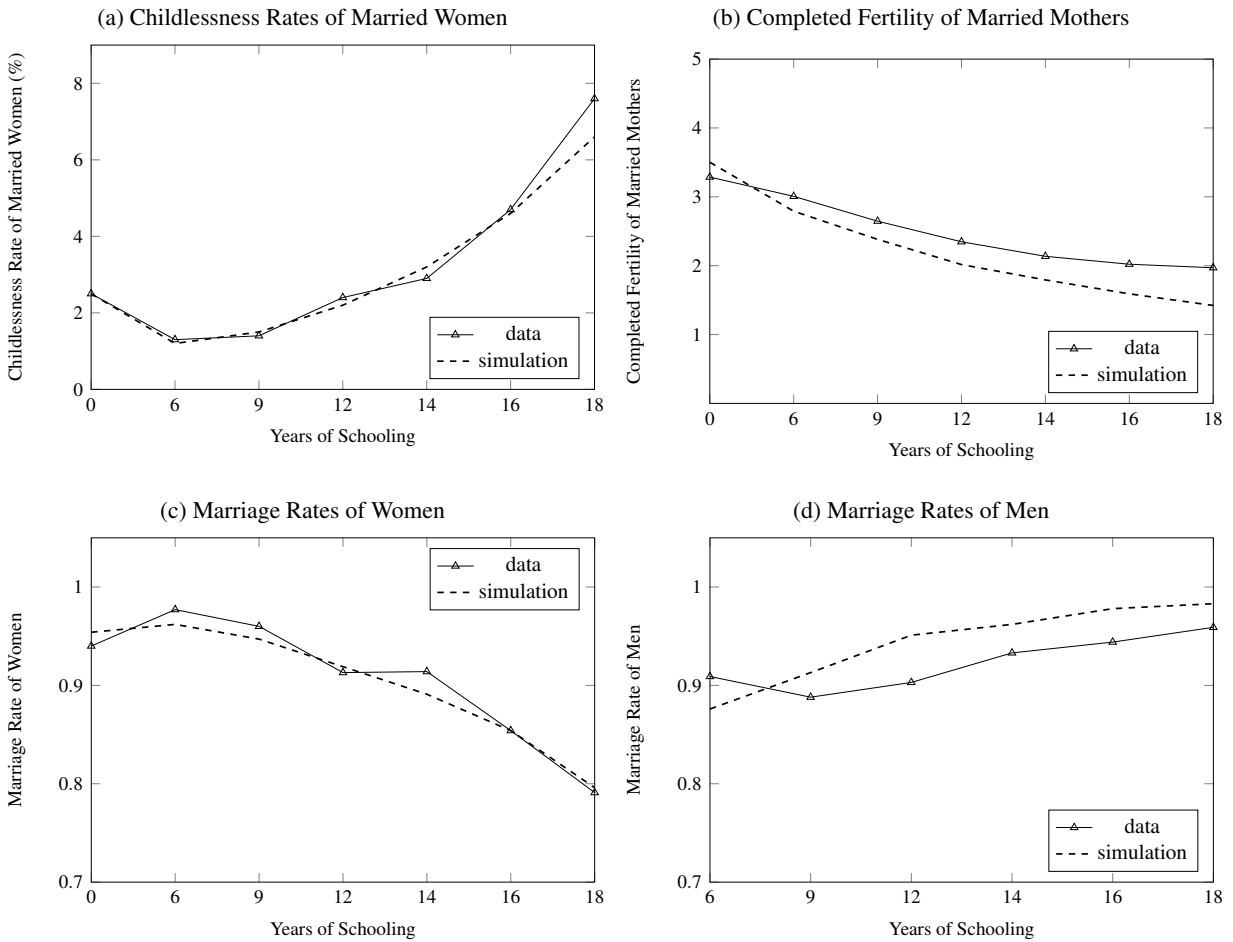 (a) Childlessness Rates of Married Women
Childlessness Rate of Married Women (%)
8
6
4
2
0
0 6 9 12 14 16 18
Years of Schooling
data
simulation
(b) Completed Fertility of Married Mothers
Completed Fertility of Married Mothers
5
4
3
2
1
0 6 9 12 14 16 18
Years of Schooling
data
simulation
(c) Marriage Rates of Women
Marriage Rate of Women
1
0.9
0.8
0.7
0 6 9 12 14 16 18
Years of Schooling
data
simulation
(d) Marriage Rates of Men
Marriage Rate of Men
1
0.9
0.8
0.7
6 9 12 14 16 18
Years of Schooling
data
simulation